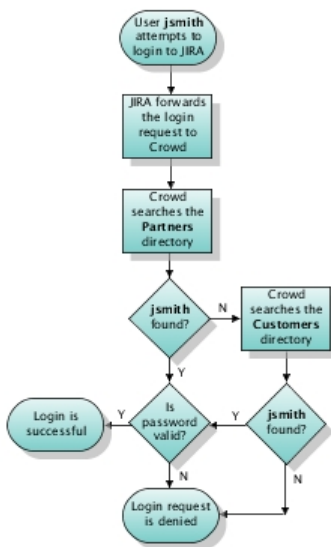 User jsmith
attempts to
login to JIRA
JIRA forwards
the login
request to
Crowd
Crowd
searches the
Partners
directory
jsmith
found?
N
Crowd
searches the
Customers
directory
Y
Is
password
valid?
Y
Login is
successful
jsmith
found?
Y
N
N
Login request
is denied